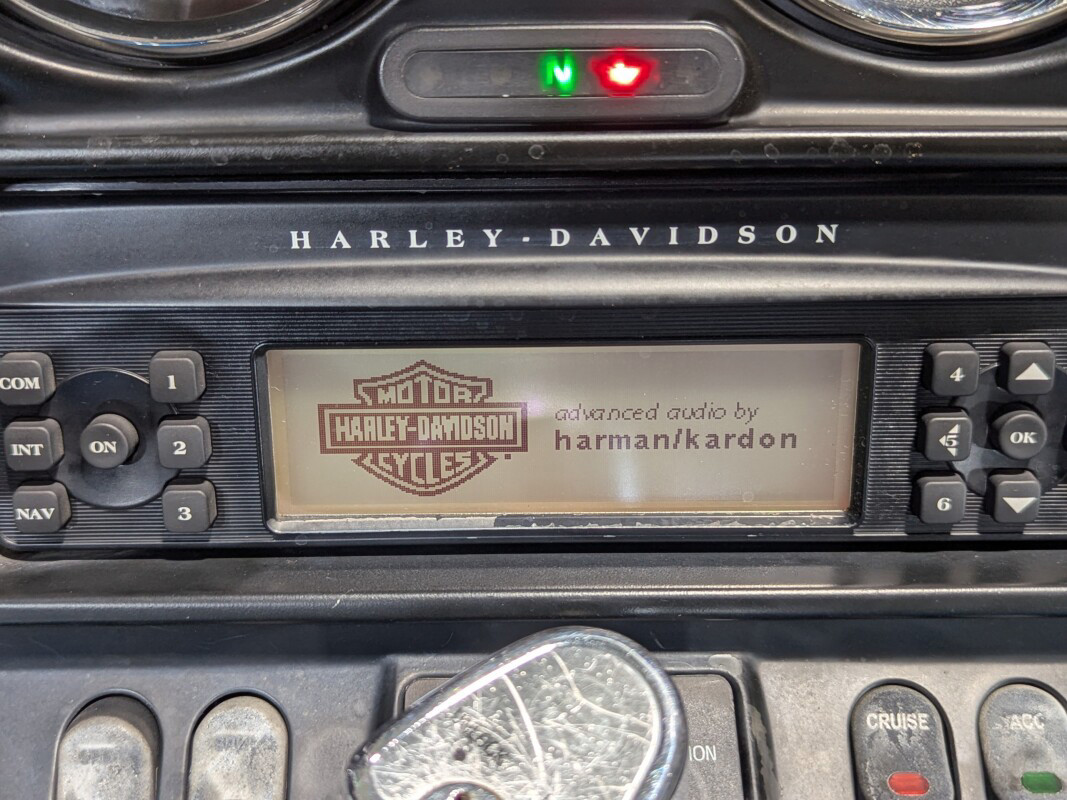 N
HARLEY-DAVIDSON
COM
1
4
INT
ON
2
5
OK
NAV
3
6
MOTOR
HARLEY-DAVIDSON
CYCLES
advanced audio by
harman/kardon
CRUISE
ACC